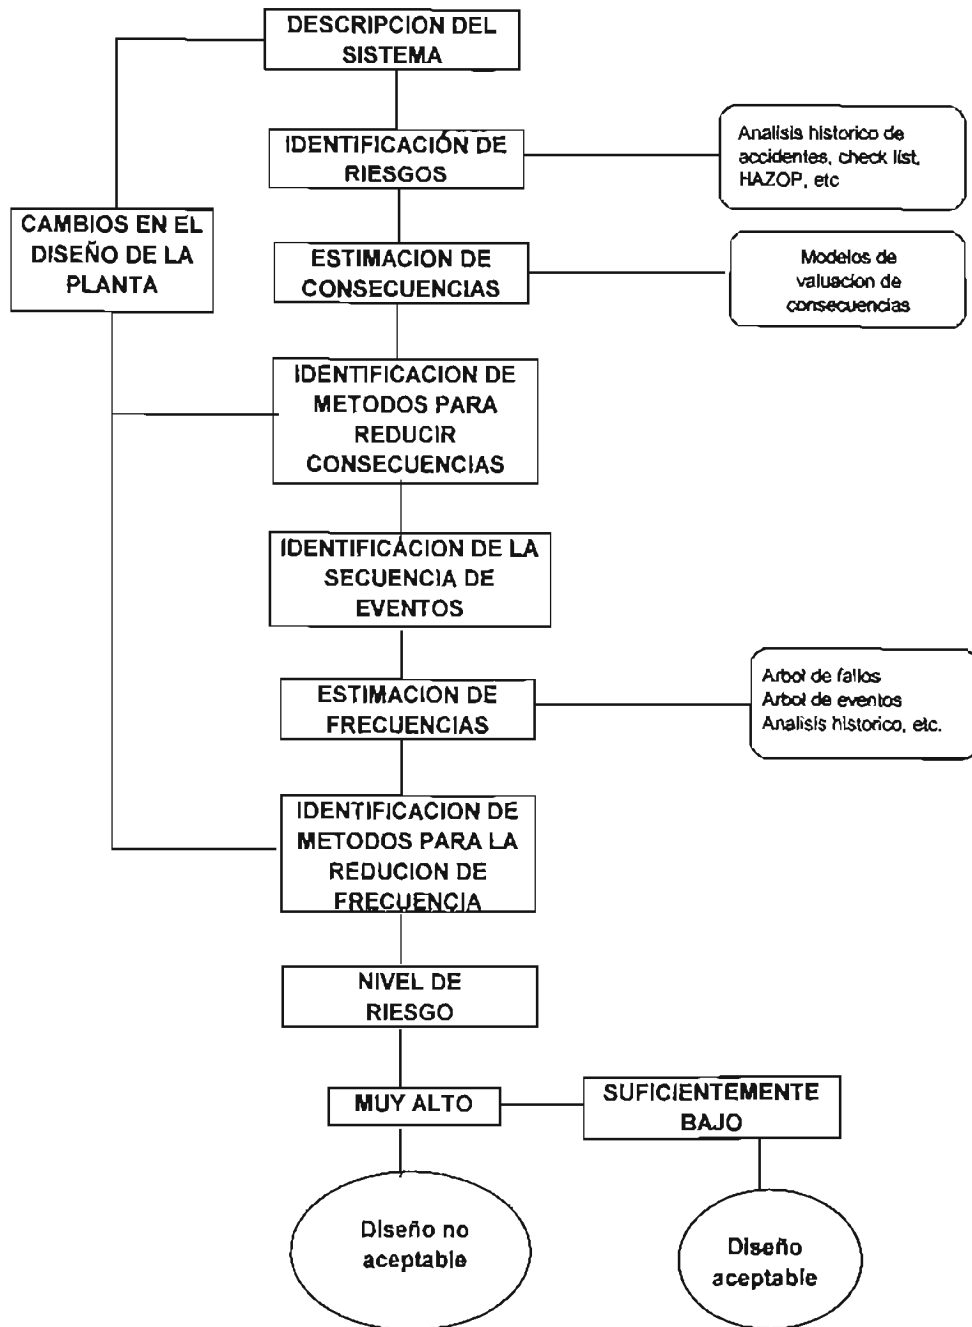 DESCRIPCION DEL
SISTEMA
IDENTIFICACIÓN DE
RIESGOS
Analisis historico de
accidentes, check list,
HAZOP, etc
CAMBIOS EN EL
DISEÑO DE LA
PLANTA
ESTIMACION DE
CONSECUENCIAS
Modelos de
valuacion de
consecuencias
IDENTIFICACION DE
METODOS PARA
REDUCIR
CONSECUENCIAS
IDENTIFICACION DE LA
SECUENCIA DE
EVENTOS
ESTIMACION DE
FRECUENCIAS
Arbol de fallos
Arbol de eventos
Analisis historico, etc.
IDENTIFICACION DE
METODOS PARA LA
REDUCION DE
FRECUENCIA
NIVEL DE
RIESGO
MUY ALTO
SUFICIENTEMENTE
BAJO
Diseño no
aceptable
Diseño
aceptable